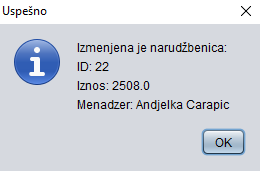 Uspešno
Izmenjena je narudžbenica:
ID: 22
Iznos: 2508.0
Menadzer: Andjelka Carapic
OK